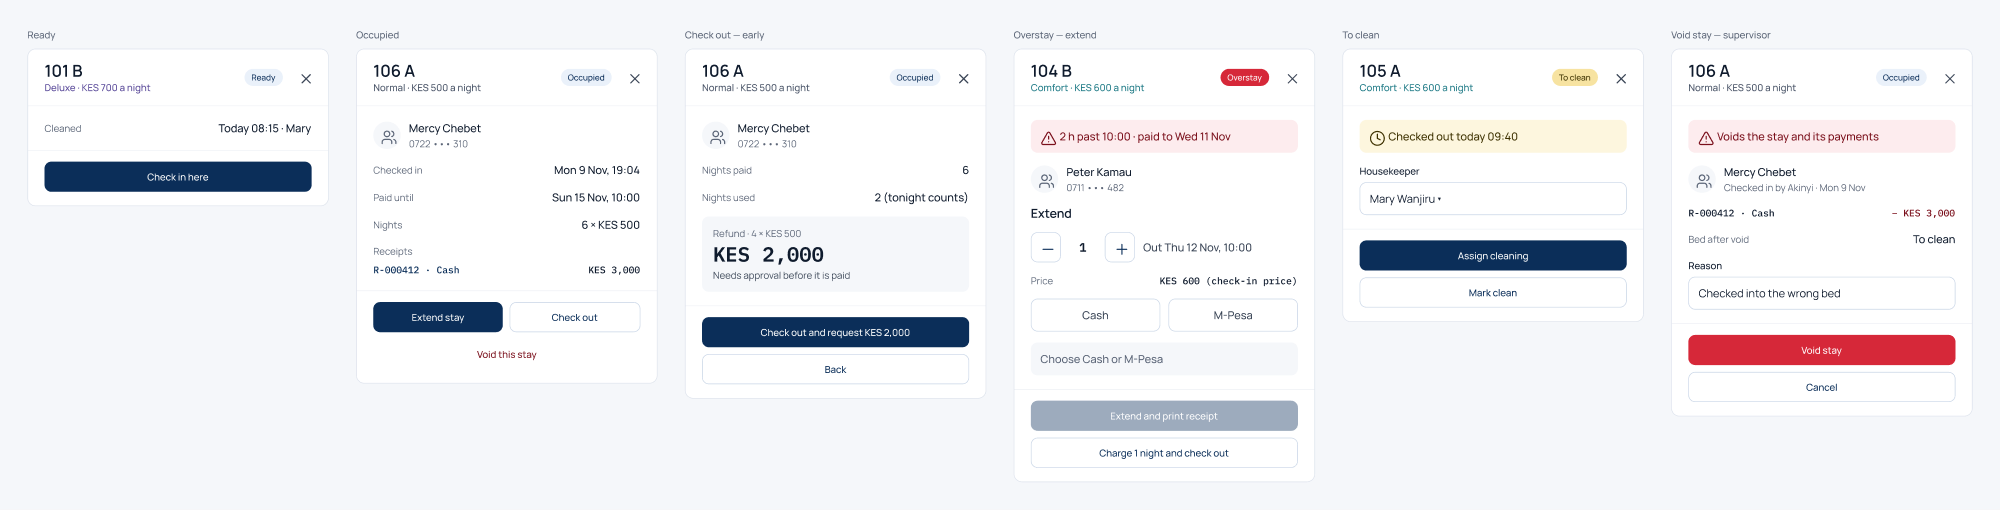 Ready
101 B
Deluxe · KES 700 a night
Ready
Cleaned
Today 08:15 · Mary
Check in here
Occupied
106 A
Normal · KES 500 a night
Occupied
Mercy Chebet
0722 • • • 310
Checked in
Mon 9 Nov, 19:04
Paid until
Sun 15 Nov, 10:00
Nights
6 × KES 500
Receipts
R-000412 · Cash
KES 3,000
Extend stay
Check out
Void this stay
Check out — early
106 A
Normal · KES 500 a night
Occupied
Mercy Chebet
0722 • • • 310
Nights paid
6
Nights used
2 (tonight counts)
Refund · 4 × KES 500
KES 2,000
Needs approval before it is paid
Check out and request KES 2,000
Back
Overstay — extend
104 B
Comfort · KES 600 a night
Overstay
2 h past 10:00 · paid to Wed 11 Nov
Peter Kamau
0711 • • • 482
Extend
1
Out Thu 12 Nov, 10:00
Price
KES 600 (check-in price)
Cash
M-Pesa
Choose Cash or M-Pesa
Extend and print receipt
Charge 1 night and check out
To clean
105 A
Comfort · KES 600 a night
To clean
Checked out today 09:40
Housekeeper
Mary Wanjiru
Assign cleaning
Mark clean
Void stay — supervisor
106 A
Normal · KES 500 a night
Occupied
Voids the stay and its payments
Mercy Chebet
Checked in by Akinyi · Mon 9 Nov
R-000412 · Cash
− KES 3,000
Bed after void
To clean
Reason
Checked into the wrong bed
Void stay
Cancel